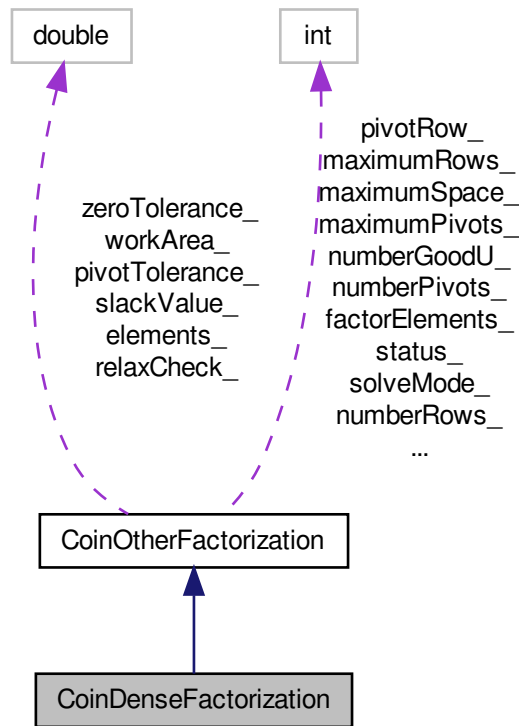 double
int
zeroTolerance_
workArea_
pivotTolerance_
slackValue_
elements_
relaxCheck_
pivotRow_
maximumRows_
maximumSpace_
maximumPivots_
numberGoodU_
numberPivots_
factorElements_
status_
solveMode_
numberRows_
...
CoinOtherFactorization
CoinDenseFactorization